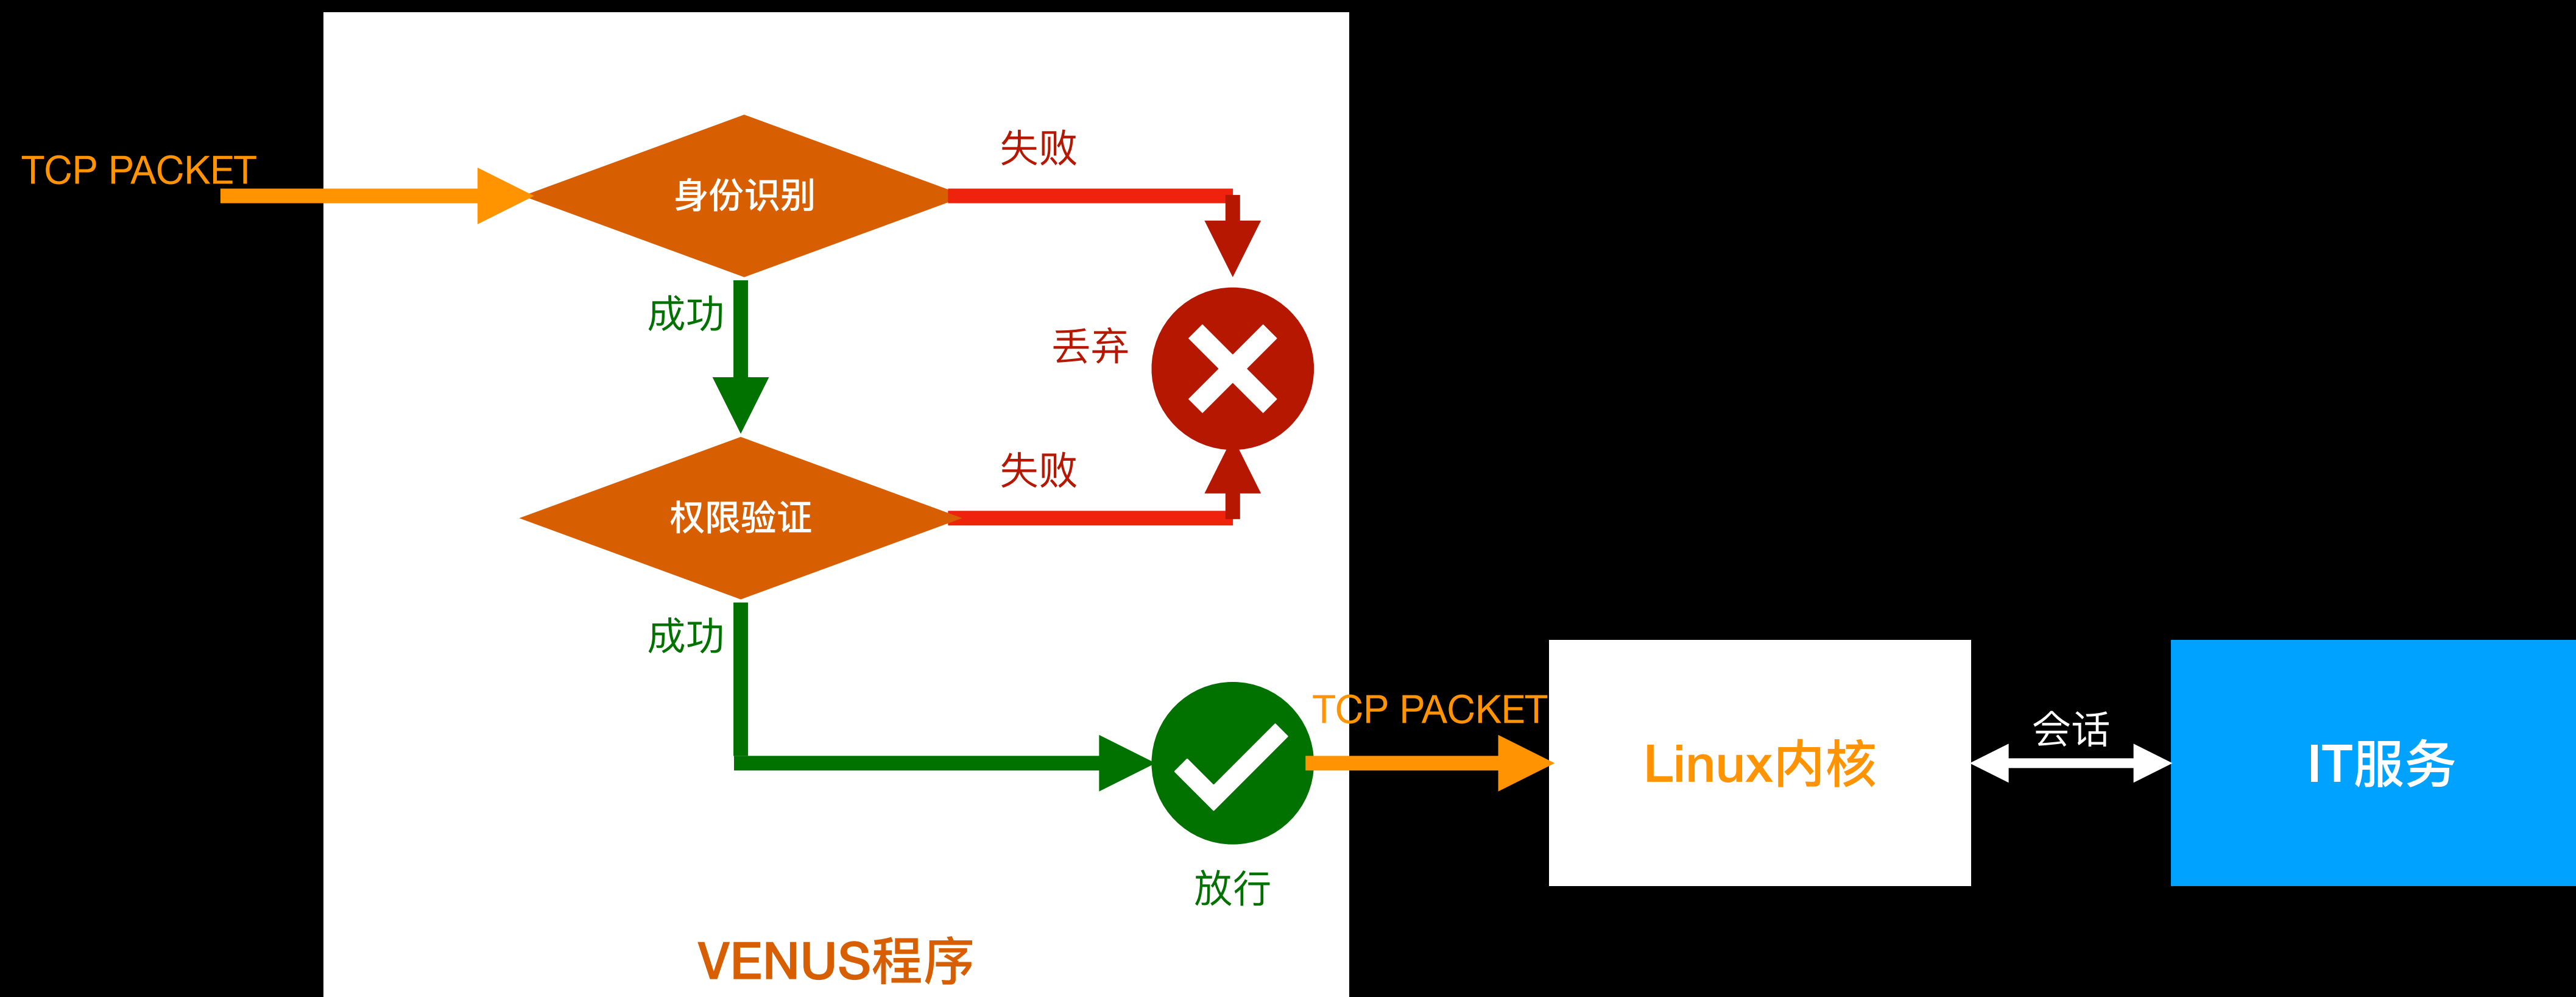 TCP PACKET
身份识别
失败
成功
丢弃
权限验证
失败
成功
放行
TCP PACKET
Linux内核
会话
IT服务
VENUS程序